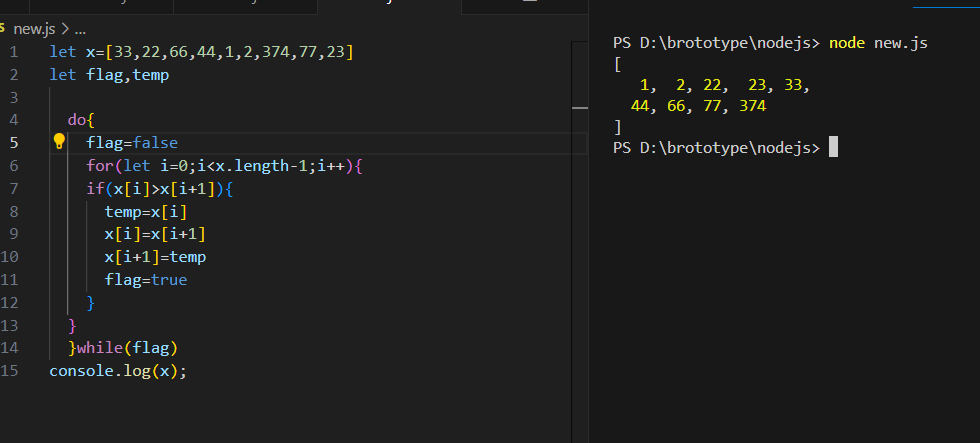 new.js > ...
1 let x=[33,22,66,44,1,2,374,77,23]
2 let flag,temp
3
4 do{
5 flag=false
6 for(let i=0;i<x.length-1;i++){
7 if(x[i]>x[i+1]){
8 temp=x[i]
9 x[i]=x[i+1]
10 x[i+1]=temp
11 flag=true
12 }
13 }
14 }while(flag)
15 console.log(x);
PS D:\brototype\nodejs> node new.js
[
1, 2, 22, 23, 33,
44, 66, 77, 374
]
PS D:\brototype\nodejs>